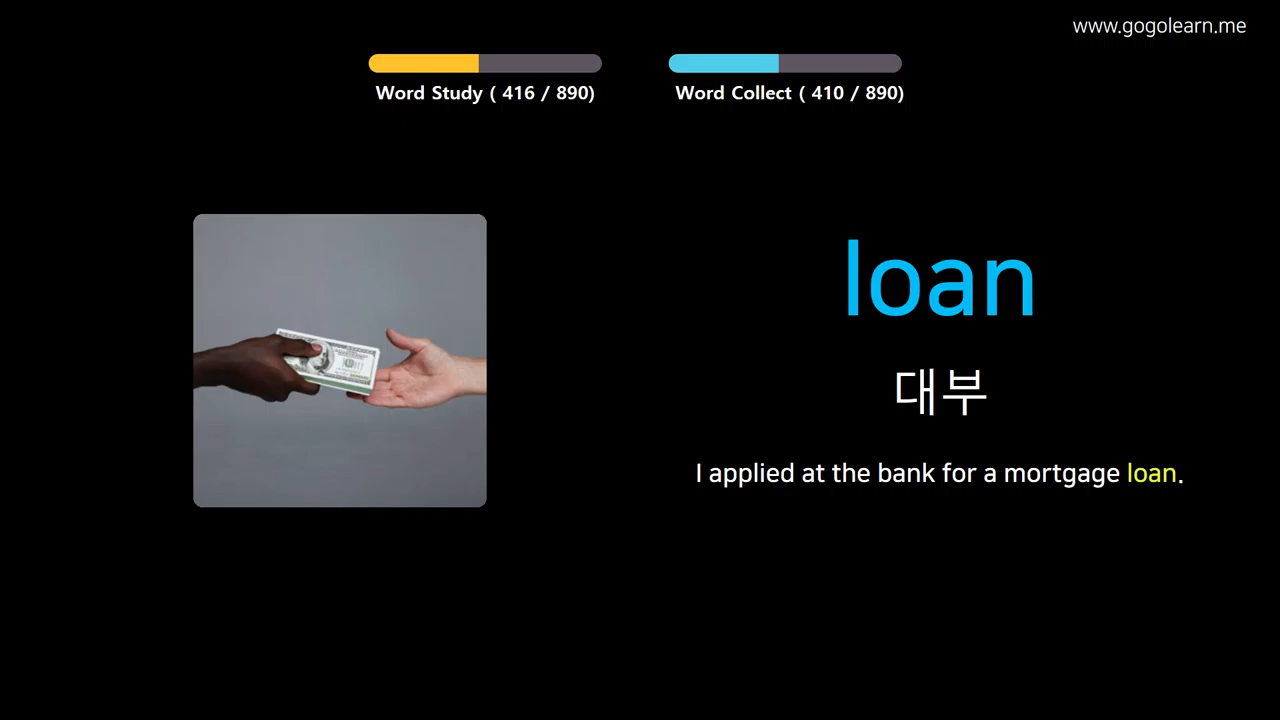 www.gogolearn.me
Word Study ( 416 / 890)
Word Collect ( 410 / 890)
loan
대부
I applied at the bank for a mortgage loan.